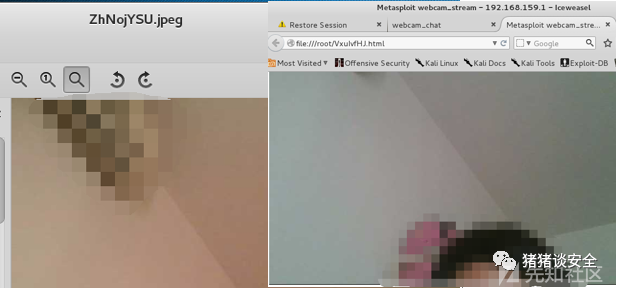 ZhNojYSU.jpeg
Metasploit webcam_stream - 192.168.159.1 - Iceweasel
Restore Session
webcam_chat
Metasploit webcam_stre...
file:///root/VxulvfHJ.html
Google
Most Visited
Offensive Security
Kali Linux
Kali Docs
Kali Tools
Exploit-DB
猪猪谈安全
先知社区